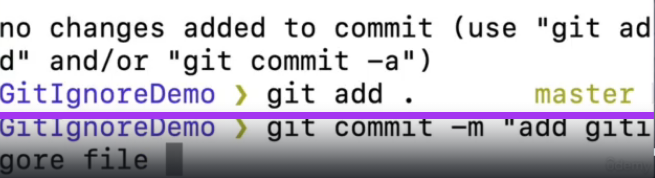 no changes added to commit (use "git ad
d" and/or "git commit -a")
GitIgnoreDemo ❯ git add . master
GitIgnoreDemo ❯ git commit -m "add giti
gore file